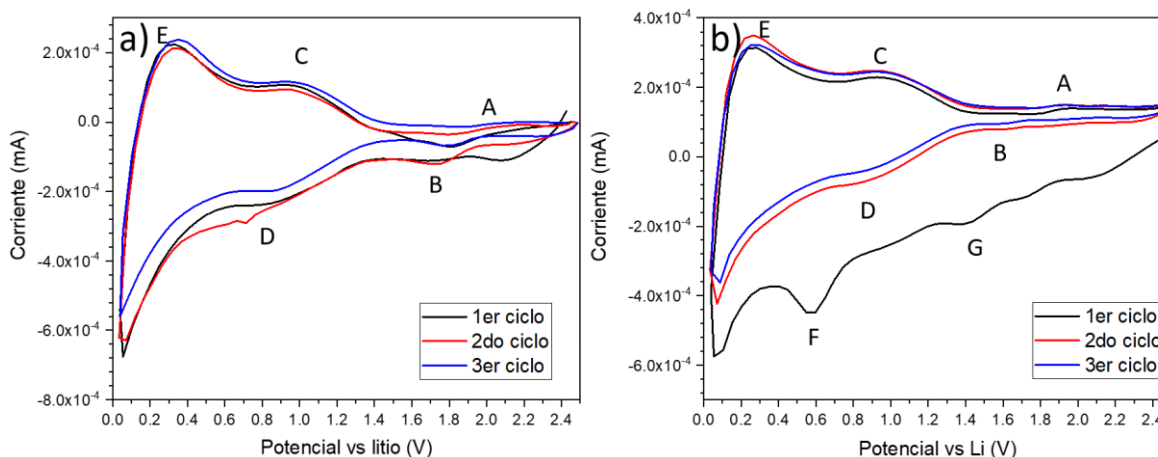 a)
E
C
A
B
D
2.0x10⁻⁴
0.0
-2.0x10⁻⁴
-4.0x10⁻⁴
-6.0x10⁻⁴
-8.0x10⁻⁴
Corriente (mA)
1er ciclo
2do ciclo
3er ciclo
0.0 0.2 0.4 0.6 0.8 1.0 1.2 1.4 1.6 1.8 2.0 2.2 2.4
Potencial vs litio (V)
b)
E
C
A
B
D
G
F
4.0x10⁻⁴
2.0x10⁻⁴
0.0
-2.0x10⁻⁴
-4.0x10⁻⁴
-6.0x10⁻⁴
Corriente (mA)
1er ciclo
2do ciclo
3er ciclo
0.0 0.2 0.4 0.6 0.8 1.0 1.2 1.4 1.6 1.8 2.0 2.2 2.4
Potencial vs Li (V)